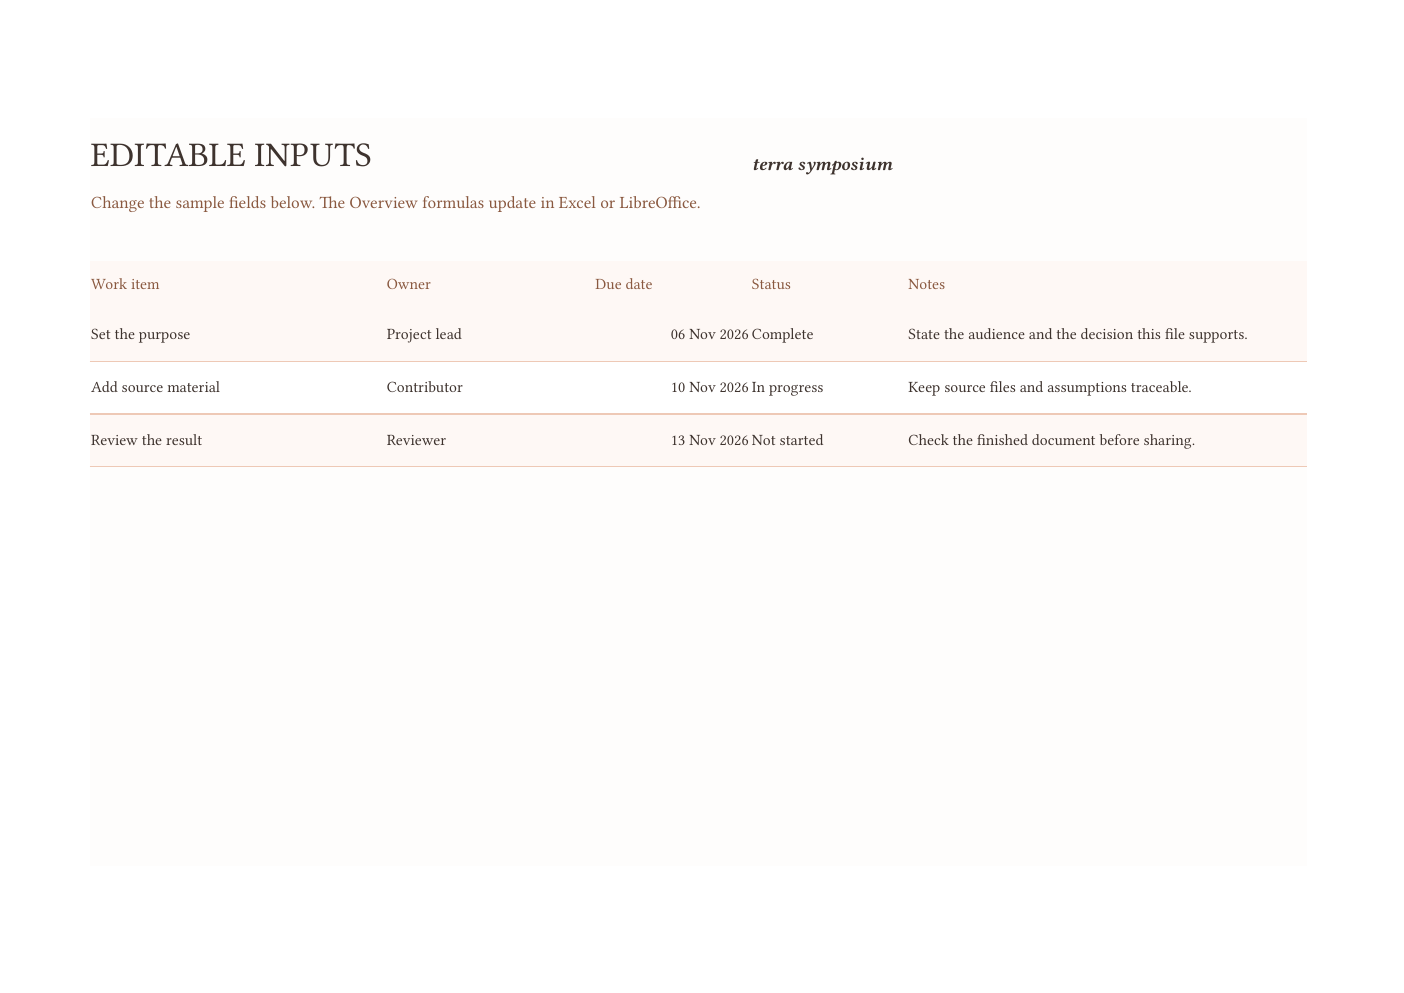 EDITABLE INPUTS
terra symposium
Change the sample fields below. The Overview formulas update in Excel or LibreOffice.
Work item Owner Due date Status Notes
Set the purpose Project lead 06 Nov 2026 Complete State the audience and the decision this file supports.
Add source material Contributor 10 Nov 2026 In progress Keep source files and assumptions traceable.
Review the result Reviewer 13 Nov 2026 Not started Check the finished document before sharing.